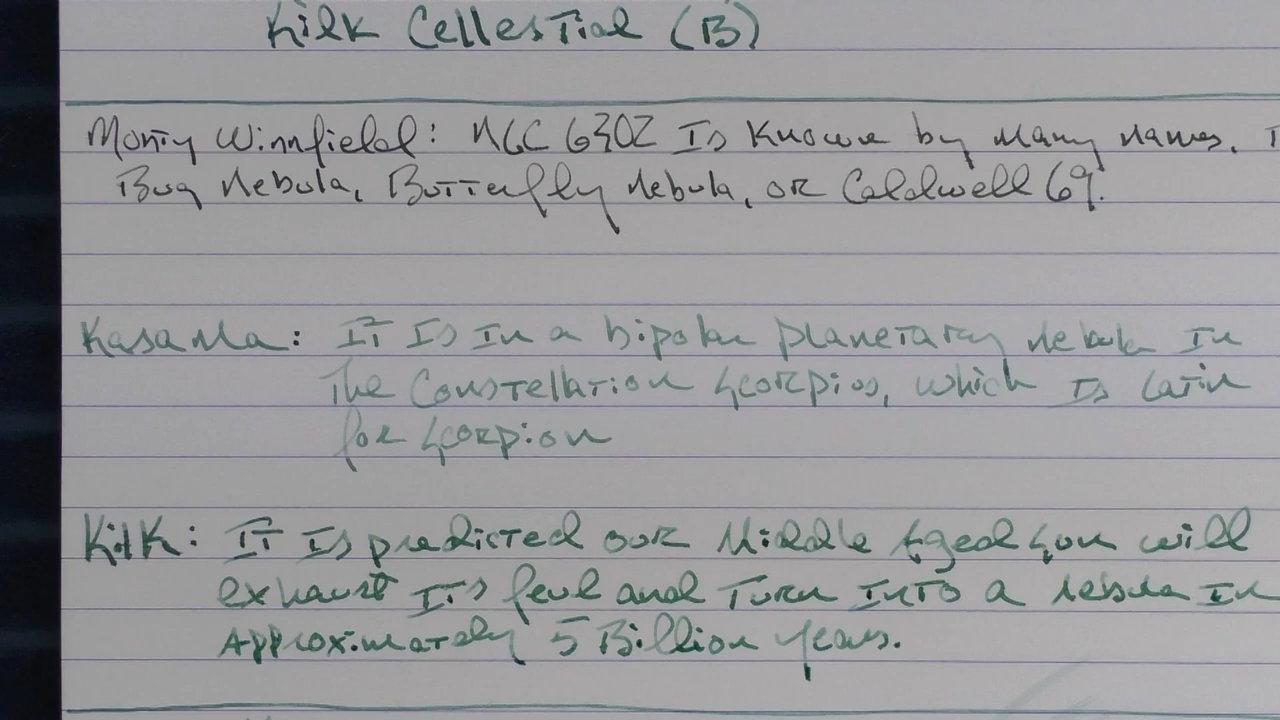 Kilk Cellestial (B)
Monty Winnfield: NGC 6302 Is Known by Many names. T
Bug Nebula, Butterfly Nebula, or Caldwell 69.
Kasama: It Is In a bipolar planetary nebula In
The Constellation Scorpios, which Is Latin
for Scorpion
Kilk: It Is predicted our Middle Aged Sun will
exhaust Its feul and Turn Into a nebula In
Approximately 5 Billion years.